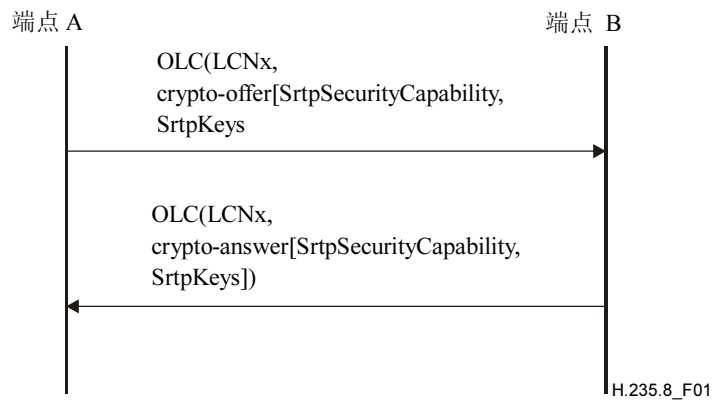 端点 A
端点 B
OLC(LCNx,
crypto-offer[SrtpSecurityCapability,
SrtpKeys
OLC(LCNx,
crypto-answer[SrtpSecurityCapability,
SrtpKeys])
H.235.8_F01